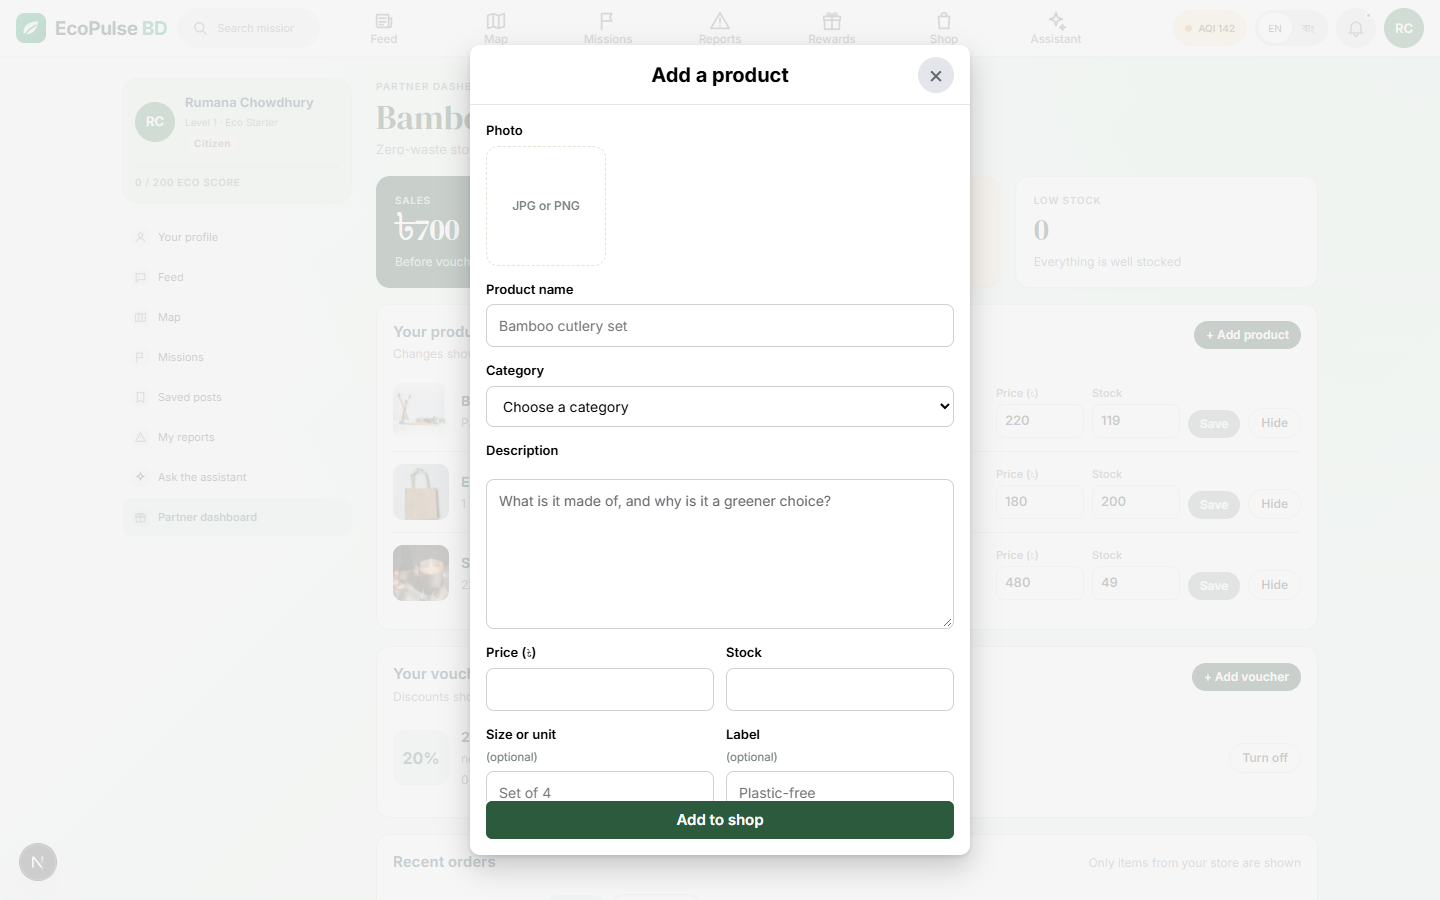 EcoPulse BD
Search mission
Feed
Map
Missions
Reports
Rewards
Shop
Assistant
AQI 142
EN
বাং
RC
Add a product
RC
Rumana Chowdhury
Level 1 · Eco Starter
Citizen
0 / 200 ECO SCORE
Your profile
Feed
Map
Missions
Saved posts
My reports
Ask the assistant
Partner dashboard
PARTNER DASHE
Bambo
Zero-waste sto
SALES
৳700
Before vouch
LOW STOCK
0
Everything is well stocked
Your produ
Changes sho
+ Add product
Price (৳)
Stock
220
119
Save
Hide
Price (৳)
Stock
180
200
Save
Hide
Price (৳)
Stock
480
49
Save
Hide
Your vouch
Discounts sho
+ Add voucher
20%
Turn off
Recent orders
Only items from your store are shown
Photo
JPG or PNG
Product name
Bamboo cutlery set
Category
Choose a category
Description
What is it made of, and why is it a greener choice?
Price (৳)
Stock
Size or unit
Label
(optional)
(optional)
Set of 4
Plastic-free
Add to shop
N